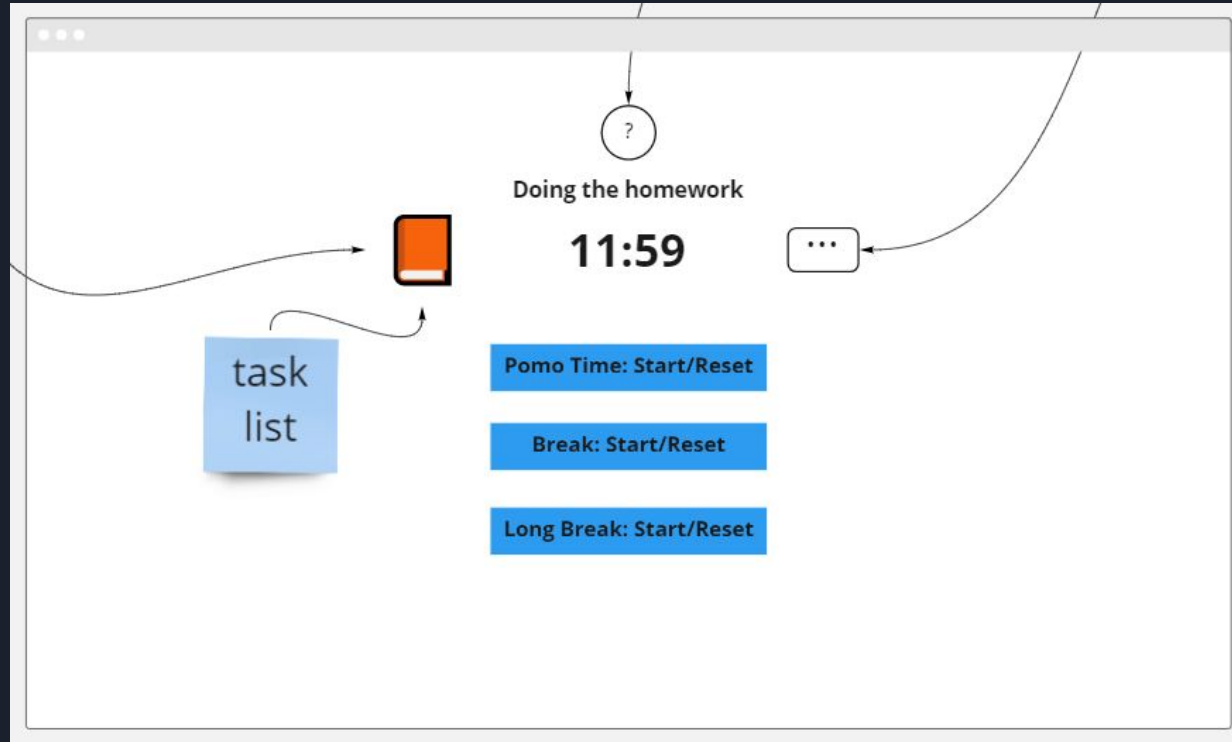 ?
Doing the homework
11:59
...
task
list
Pomo Time: Start/Reset
Break: Start/Reset
Long Break: Start/Reset